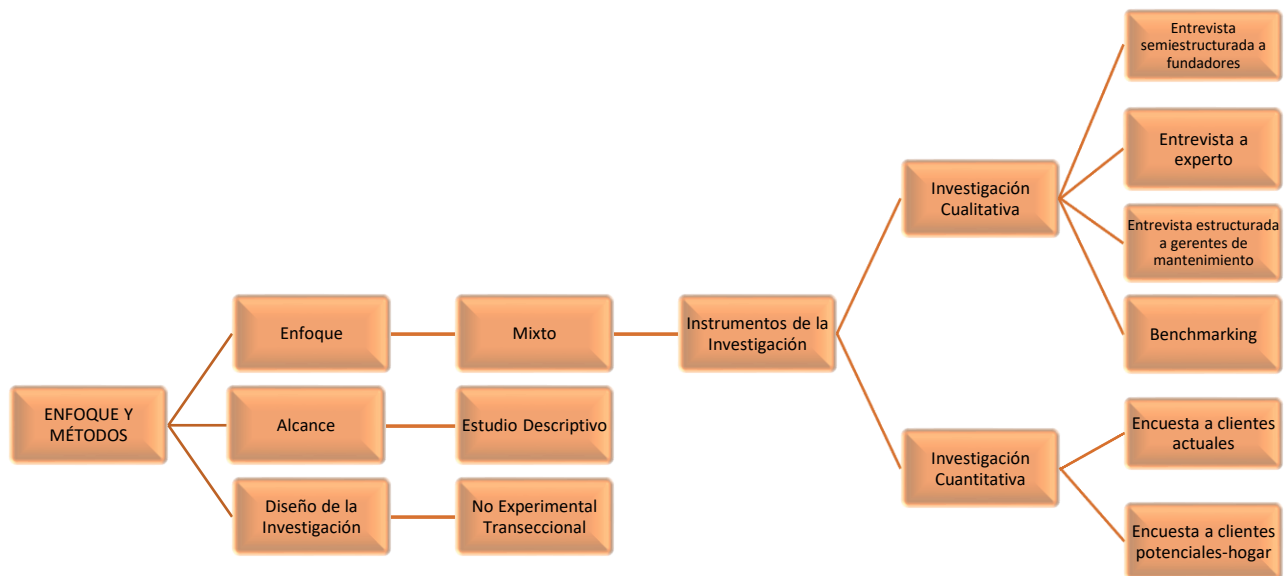 Entrevista
semiestructurada a
fundadores
Entrevista a
experto
Investigación
Cualitativa
Entrevista estructurada
a gerentes de
mantenimiento
Benchmarking
Enfoque
Mixto
Instrumentos de la
Investigación
ENFOQUE Y
MÉTODOS
Alcance
Estudio Descriptivo
Encuesta a clientes
actuales
Investigación
Cuantitativa
Diseño de la
Investigación
No Experimental
Transeccional
Encuesta a clientes
potenciales-hogar